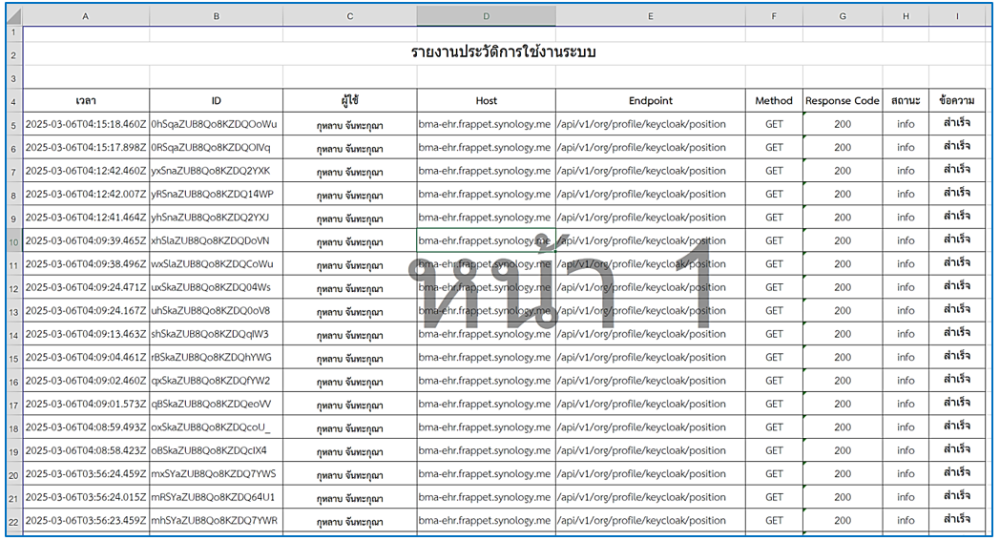 A B C D E F G H I
1
2 รายงานประวัติการใช้งานระบบ
3
4 เวลา ID ผู้ใช้ Host Endpoint Method Response Code สถานะ ข้อความ
5 2025-03-06T04:15:18.460Z 0hSqaZUB8Qo8KZDQOoWu กุหลาบ จันทะกุณา bma-ehr.frappet.synology.me /api/v1/org/profile/keycloak/position GET 200 info สำเร็จ
6 2025-03-06T04:15:17.898Z 0RSqaZUB8Qo8KZDQOIVq กุหลาบ จันทะกุณา bma-ehr.frappet.synology.me /api/v1/org/profile/keycloak/position GET 200 info สำเร็จ
7 2025-03-06T04:12:42.460Z yxSnaZUB8Qo8KZDQ2YXK กุหลาบ จันทะกุณา bma-ehr.frappet.synology.me /api/v1/org/profile/keycloak/position GET 200 info สำเร็จ
8 2025-03-06T04:12:42.007Z yRSnaZUB8Qo8KZDQ14WP กุหลาบ จันทะกุณา bma-ehr.frappet.synology.me /api/v1/org/profile/keycloak/position GET 200 info สำเร็จ
9 2025-03-06T04:12:41.464Z yhSnaZUB8Qo8KZDQ2YXJ กุหลาบ จันทะกุณา bma-ehr.frappet.synology.me /api/v1/org/profile/keycloak/position GET 200 info สำเร็จ
10 2025-03-06T04:09:39.465Z xhSlaZUB8Qo8KZDQDoVN กุหลาบ จันทะกุณา bma-ehr.frappet.synology.me /api/v1/org/profile/keycloak/position GET 200 info สำเร็จ
11 2025-03-06T04:09:38.496Z wxSlaZUB8Qo8KZDQCoWu กุหลาบ จันทะกุณา bma-ehr.frappet.synology.me /api/v1/org/profile/keycloak/position GET 200 info สำเร็จ
หน้า 1
12 2025-03-06T04:09:24.471Z uxSkaZUB8Qo8KZDQ04Ws กุหลาบ จันทะกุณา bma-ehr.frappet.synology.me /api/v1/org/profile/keycloak/position GET 200 info สำเร็จ
13 2025-03-06T04:09:24.167Z uhSkaZUB8Qo8KZDQ0oV8 กุหลาบ จันทะกุณา bma-ehr.frappet.synology.me /api/v1/org/profile/keycloak/position GET 200 info สำเร็จ
14 2025-03-06T04:09:13.463Z shSkaZUB8Qo8KZDQqIW3 กุหลาบ จันทะกุณา bma-ehr.frappet.synology.me /api/v1/org/profile/keycloak/position GET 200 info สำเร็จ
15 2025-03-06T04:09:04.461Z rBSkaZUB8Qo8KZDQhYWG กุหลาบ จันทะกุณา bma-ehr.frappet.synology.me /api/v1/org/profile/keycloak/position GET 200 info สำเร็จ
16 2025-03-06T04:09:02.460Z qxSkaZUB8Qo8KZDQfYW2 กุหลาบ จันทะกุณา bma-ehr.frappet.synology.me /api/v1/org/profile/keycloak/position GET 200 info สำเร็จ
17 2025-03-06T04:09:01.573Z qBSkaZUB8Qo8KZDQeoVV กุหลาบ จันทะกุณา bma-ehr.frappet.synology.me /api/v1/org/profile/keycloak/position GET 200 info สำเร็จ
18 2025-03-06T04:08:59.493Z oxSkaZUB8Qo8KZDQcoU_ กุหลาบ จันทะกุณา bma-ehr.frappet.synology.me /api/v1/org/profile/keycloak/position GET 200 info สำเร็จ
19 2025-03-06T04:08:58.423Z oBSkaZUB8Qo8KZDQcIX4 กุหลาบ จันทะกุณา bma-ehr.frappet.synology.me /api/v1/org/profile/keycloak/position GET 200 info สำเร็จ
20 2025-03-06T03:56:24.459Z mxSYaZUB8Qo8KZDQ7YWS กุหลาบ จันทะกุณา bma-ehr.frappet.synology.me /api/v1/org/profile/keycloak/position GET 200 info สำเร็จ
21 2025-03-06T03:56:24.015Z mRSYaZUB8Qo8KZDQ64U1 กุหลาบ จันทะกุณา bma-ehr.frappet.synology.me /api/v1/org/profile/keycloak/position GET 200 info สำเร็จ
22 2025-03-06T03:56:23.459Z mhSYaZUB8Qo8KZDQ7YWR กุหลาบ จันทะกุณา bma-ehr.frappet.synology.me /api/v1/org/profile/keycloak/position GET 200 info สำเร็จ